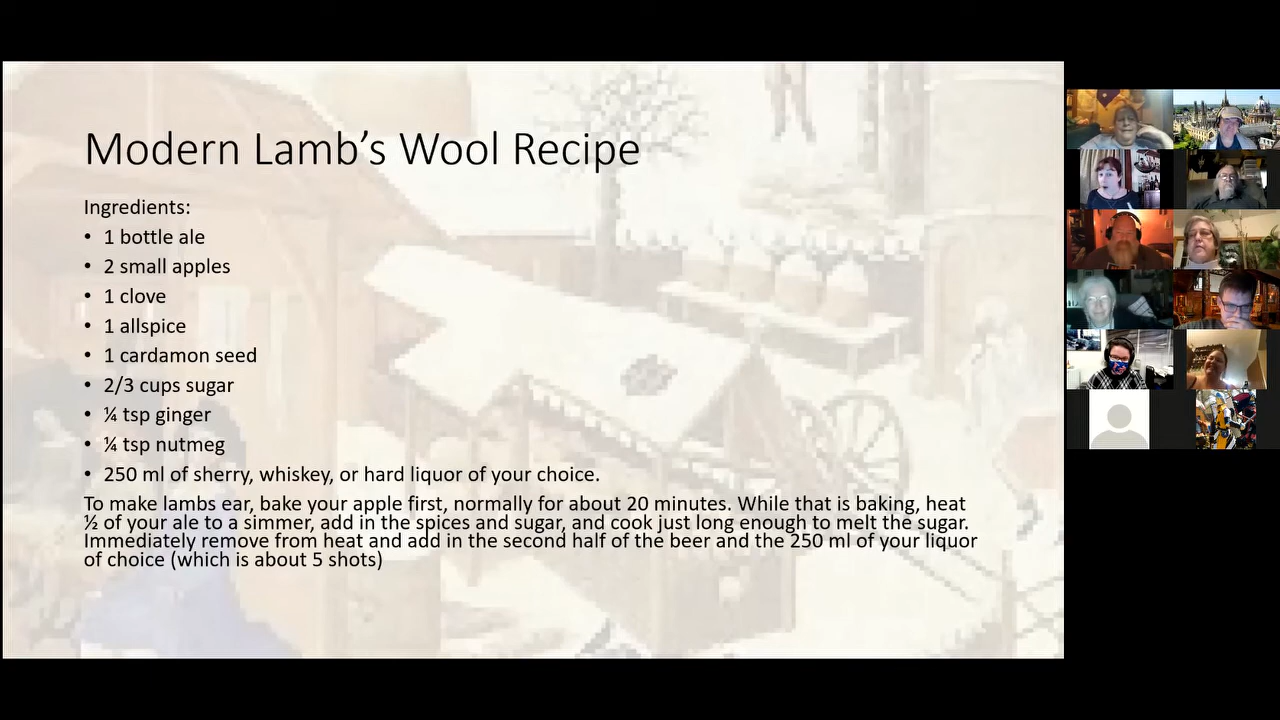 Modern Lamb’s Wool Recipe
Ingredients:
• 1 bottle ale
• 2 small apples
• 1 clove
• 1 allspice
• 1 cardamon seed
• 2/3 cups sugar
• ¼ tsp ginger
• ¼ tsp nutmeg
• 250 ml of sherry, whiskey, or hard liquor of your choice.
To make lambs ear, bake your apple first, normally for about 20 minutes. While that is baking, heat
½ of your ale to a simmer, add in the spices and sugar, and cook just long enough to melt the sugar.
Immediately remove from heat and add in the second half of the beer and the 250 ml of your liquor
of choice (which is about 5 shots)